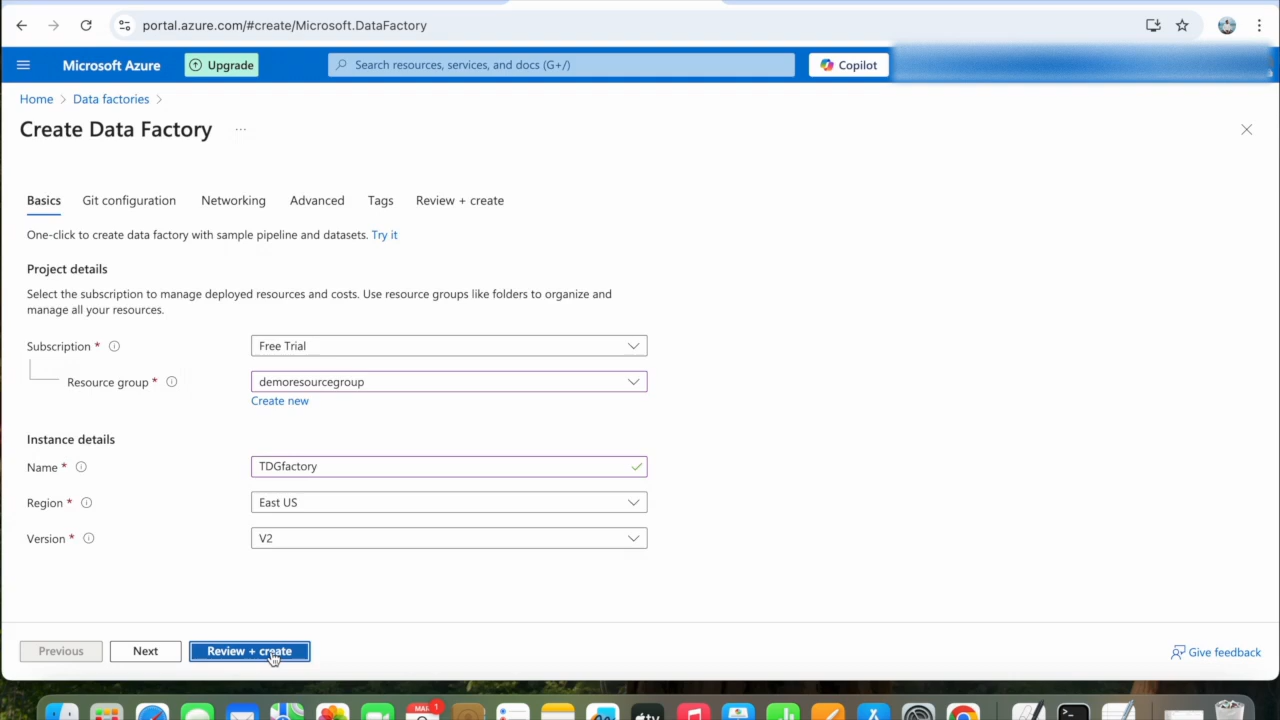 portal.azure.com/#create/Microsoft.DataFactory
Microsoft Azure
Upgrade
Search resources, services, and docs (G+/)
Copilot
Home > Data factories >
Create Data Factory ...
Basics Git configuration Networking Advanced Tags Review + create
One-click to create data factory with sample pipeline and datasets. Try it
Project details
Select the subscription to manage deployed resources and costs. Use resource groups like folders to organize and
manage all your resources.
Subscription * Free Trial
Resource group * demoresourcegroup
Create new
Instance details
Name * TDGfactory
Region * East US
Version * V2
Previous Next Review + create
Give feedback
MAR 1
tv